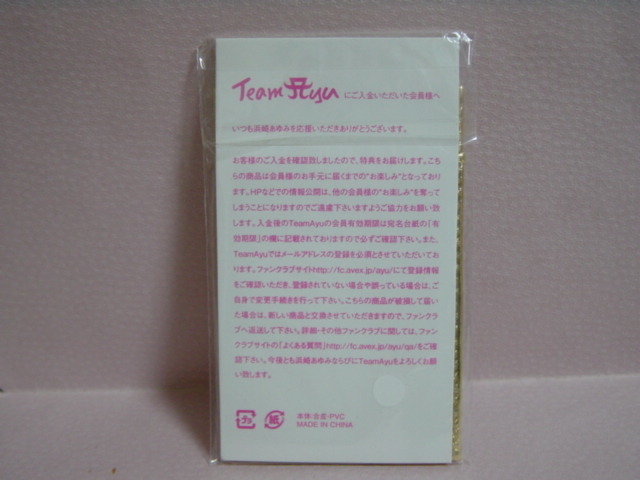 Team Ayu にご入金いただいた会員様へ
いつも浜崎あゆみを応援いただきありがとうございます。
お客様のご入金を確認致しましたので、特典をお届けします。こち
らの商品は会員様のお手元に届くまでの"お楽しみ"となっており
ます。HPなどでの情報公開は、他の会員様の"お楽しみ"を奪って
しまうことになりますのでご遠慮下さいますようご協力をお願い致
します。入金後のTeamAyuの会員有効期限は宛名台紙の「有
効期限」の欄に記載されておりますので必ずご確認下さい。また、
TeamAyuではメールアドレスの登録を必須とさせていただいてお
ります。ファンクラブサイトhttp://fc.avex.jp/ayu/にて登録情報
をご確認いただき、登録されていない場合や誤っている場合は、ご
自身で変更手続きを行って下さい。こちらの商品が破損して届い
た場合は、新しい商品と交換させていただきますので、ファンクラ
ブへ返送して下さい。詳細・その他ファンクラブに関しては、ファン
クラブサイトの「よくある質問」http://fc.avex.jp/ayu/qa/をご確
認下さい。今後とも浜崎あゆみならびにTeamAyuをよろしくお願
い致します。
プラ 紙 本体:金属・PVC
MADE IN CHINA